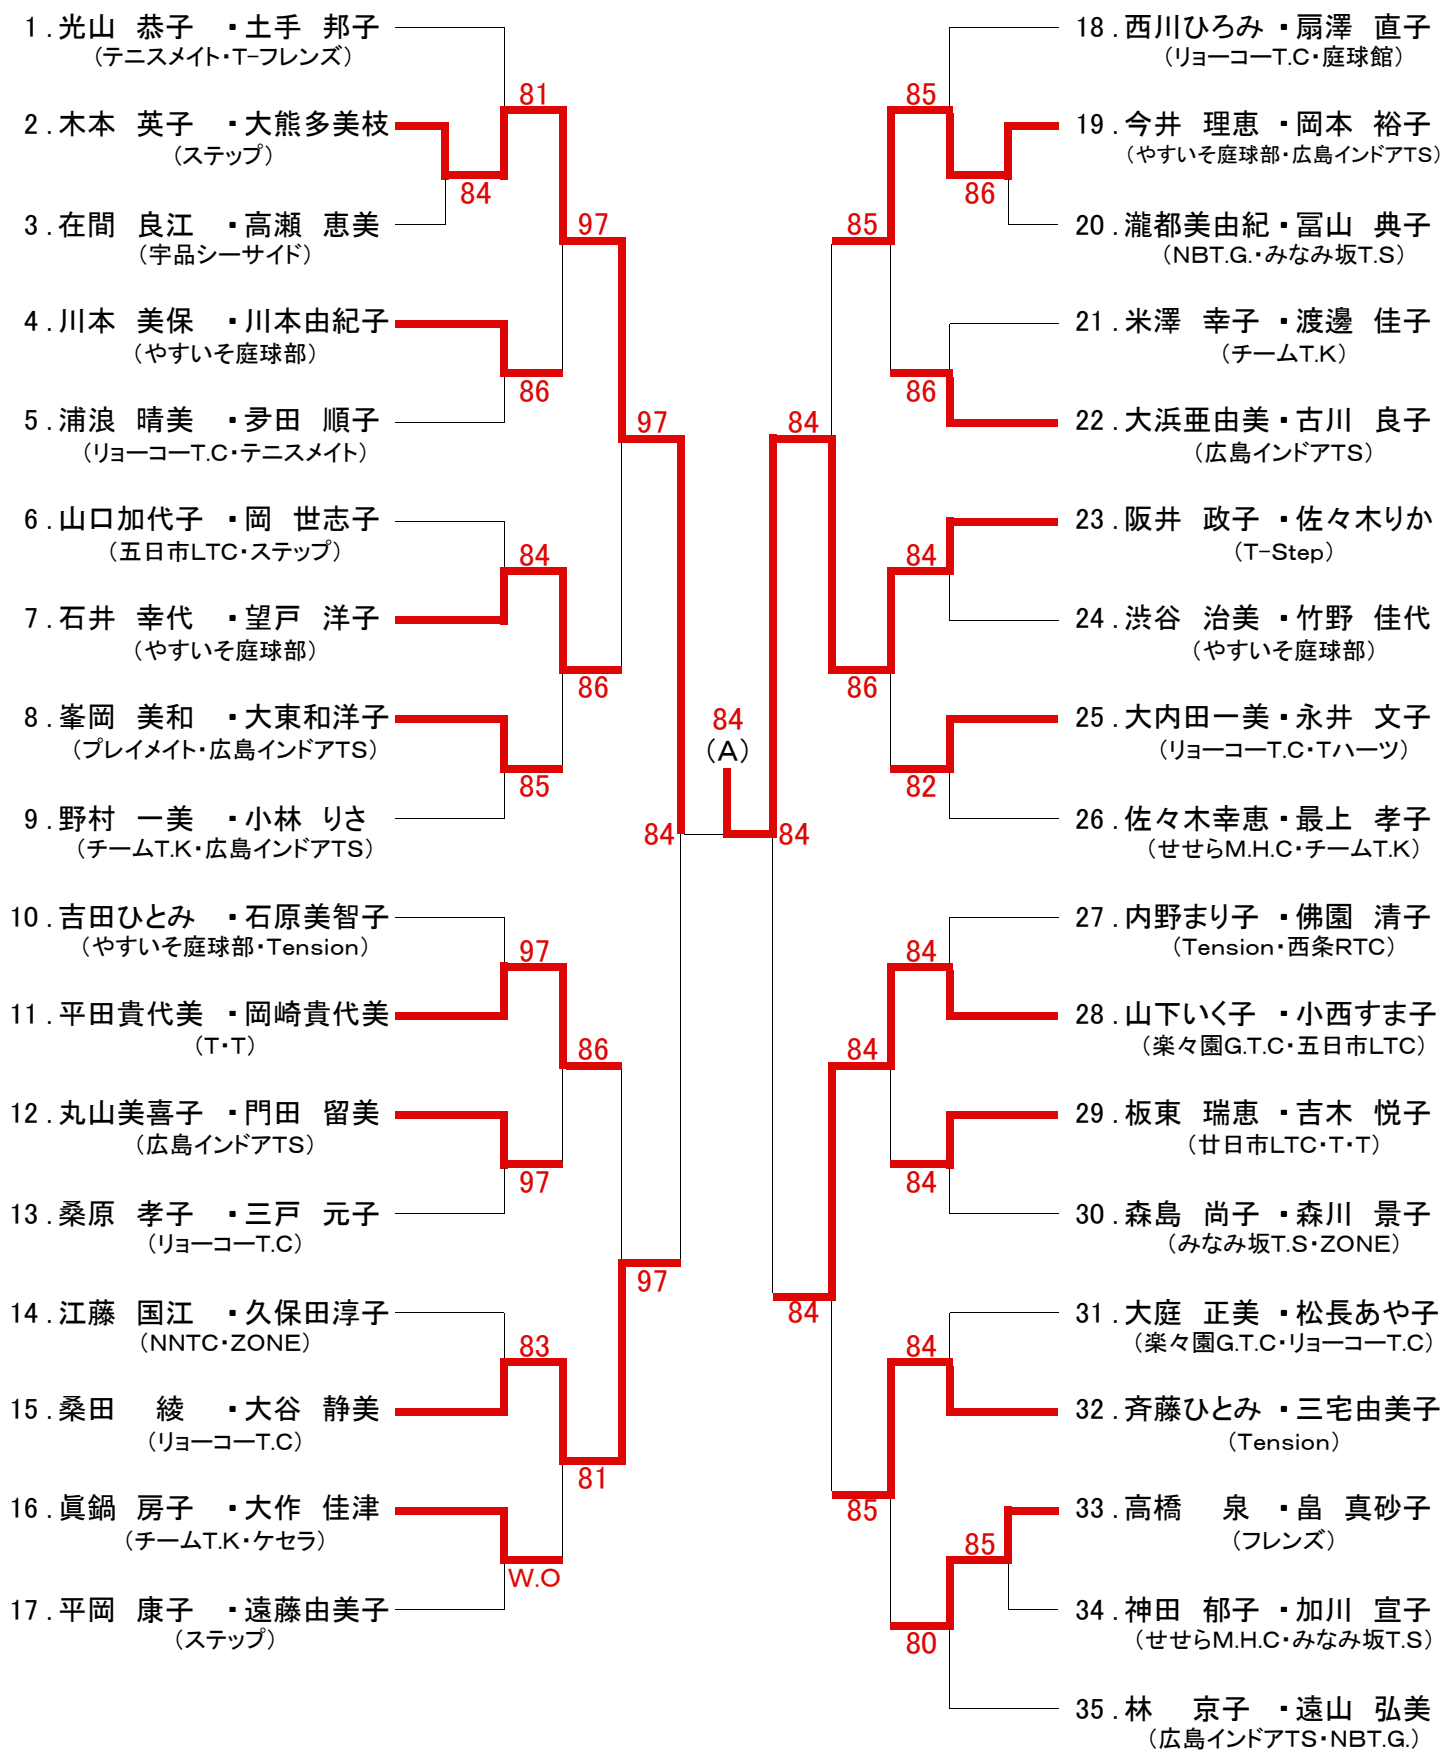 1.光山 恭子 ・土手 邦子
(テニスメイト・T-フレンズ)
81
2.木本 英子 ・大熊多美枝
(ステップ)
84
3.在間 良江 ・高瀬 恵美
(宇品シーサイド)
97
4.川本 美保 ・川本由紀子
(やすいそ庭球部)
86
5.浦浪 晴美 ・夛田 順子
(リョーコーT.C・テニスメイト)
97
6.山口加代子 ・岡 世志子
(五日市LTC・ステップ)
84
7.石井 幸代 ・望戸 洋子
(やすいそ庭球部)
86
8.峯岡 美和 ・大東和洋子
(プレイメイト・広島インドアTS)
85
9.野村 一美 ・小林 りさ
(チームT.K・広島インドアTS)
84
10.吉田ひとみ ・石原美智子
(やすいそ庭球部・Tension)
97
11.平田貴代美 ・岡崎貴代美
(T・T)
86
12.丸山美喜子 ・門田 留美
(広島インドアTS)
97
13.桑原 孝子 ・三戸 元子
(リョーコーT.C)
97
14.江藤 国江 ・久保田淳子
(NNTC・ZONE)
83
15.桑田 綾 ・大谷 静美
(リョーコーT.C)
81
16.眞鍋 房子 ・大作 佳津
(チームT.K・ケセラ)
W.O
17.平岡 康子 ・遠藤由美子
(ステップ)
84
(A)
18.西川ひろみ ・扇澤 直子
(リョーコーT.C・庭球館)
85
19.今井 理恵 ・岡本 裕子
(やすいそ庭球部・広島インドアTS)
86
20.瀧都美由紀・冨山 典子
(NBT.G.・みなみ坂T.S)
85
21.米澤 幸子 ・渡邊 佳子
(チームT.K)
86
22.大浜亜由美・古川 良子
(広島インドアTS)
84
23.阪井 政子 ・佐々木りか
(T-Step)
84
24.渋谷 治美 ・竹野 佳代
(やすいそ庭球部)
86
25.大内田一美・永井 文子
(リョーコーT.C・Tハーツ)
82
26.佐々木幸恵・最上 孝子
(せせらM.H.C・チームT.K)
84
27.内野まり子 ・佛園 清子
(Tension・西条RTC)
84
28.山下いく子 ・小西すま子
(楽々園G.T.C・五日市LTC)
84
29.板東 瑞恵 ・吉木 悦子
(廿日市LTC・T・T)
84
30.森島 尚子 ・森川 景子
(みなみ坂T.S・ZONE)
84
31.大庭 正美 ・松長あや子
(楽々園G.T.C・リョーコーT.C)
84
32.斉藤ひとみ ・三宅由美子
(Tension)
85
33.高橋 泉 ・畠 真砂子
(フレンズ)
85
34.神田 郁子 ・加川 宣子
(せせらM.H.C・みなみ坂T.S)
80
35.林 京子 ・遠山 弘美
(広島インドアTS・NBT.G.)